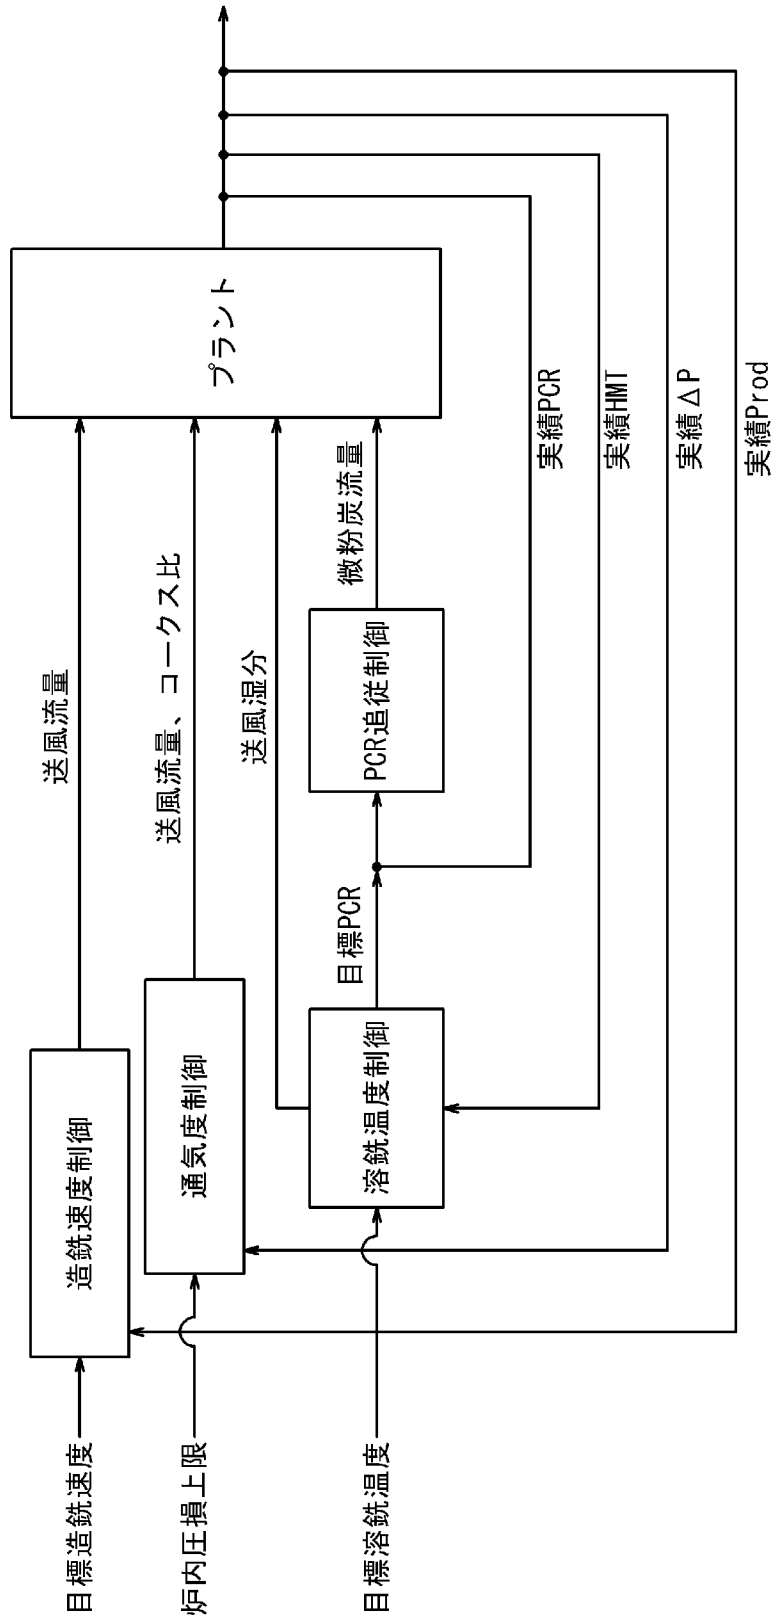 目標造銑速度
造銑速度制御
送風流量
炉内圧損上限
通気度制御
送風流量、コークス比
目標溶銑温度
溶銑温度制御
送風湿分
目標PCR
PCR追従制御
微粉炭流量
プラント
実績PCR
実績HMT
実績ΔP
実績Prod